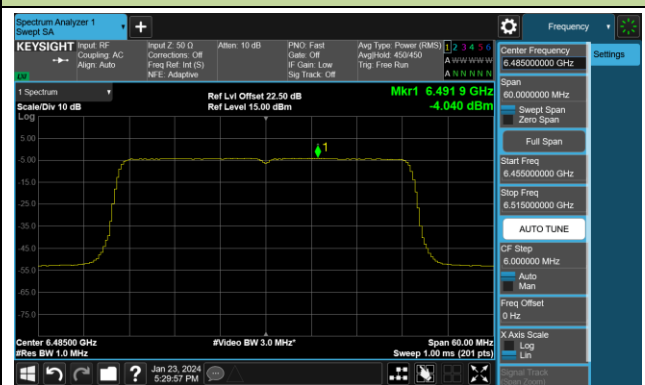 Spectrum Analyzer 1
Swept SA
Frequency
KEYSIGHT
Input: RF
Coupling: AC
Align: Auto
Input Z: 50 Ω
Corrections: Off
Freq Ref: Int (S)
NFE: Adaptive
Atten: 10 dB
PNO: Fast
Gate: Off
IF Gain: Low
Sig Track: Off
Avg Type: Power (RMS)
Avg|Hold: 450/450
Trig: Free Run
1 2 3 4 5 6
A W W W W W
A N N N N N
1 Spectrum
Scale/Div 10 dB
Ref Lvl Offset 22.50 dB
Ref Level 15.00 dBm
Mkr1 6.491 9 GHz
-4.040 dBm
Log
1
5.00
-5.00
-15.0
-25.0
-35.0
-45.0
-55.0
-65.0
-75.0
Center 6.48500 GHz
#Res BW 1.0 MHz
#Video BW 3.0 MHz*
Span 60.00 MHz
Sweep 1.00 ms (201 pts)
Jan 23, 2024
5:29:57 PM
Center Frequency
6.485000000 GHz
Settings
Span
60.0000000 MHz
Swept Span
Zero Span
Full Span
Start Freq
6.455000000 GHz
Stop Freq
6.515000000 GHz
AUTO TUNE
CF Step
6.000000 MHz
Auto
Man
Freq Offset
0 Hz
X Axis Scale
Log
Lin
Signal Track
(Span Zoom)